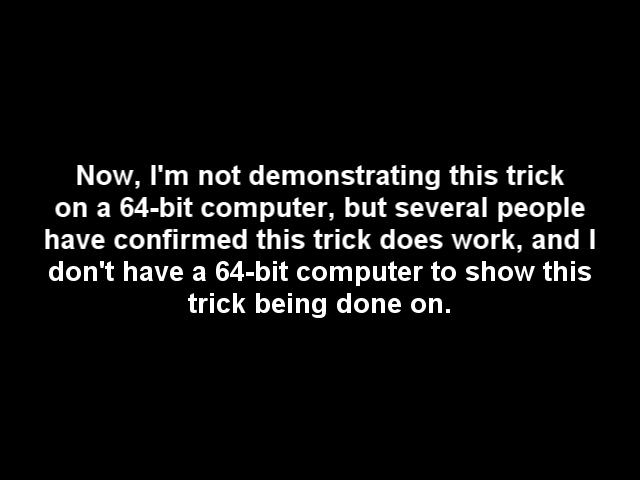 Now, I'm not demonstrating this trick
on a 64-bit computer, but several people
have confirmed this trick does work, and I
don't have a 64-bit computer to show this
trick being done on.